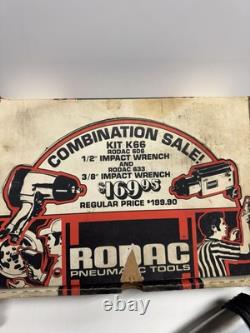 COMBINATION SALE!
KIT K66
RODAC 606
1/2" IMPACT WRENCH
AND
RODAC 633
3/8" IMPACT WRENCH
$169.95
REGULAR PRICE $199.90
RODAC
PNEUMATIC TOOLS